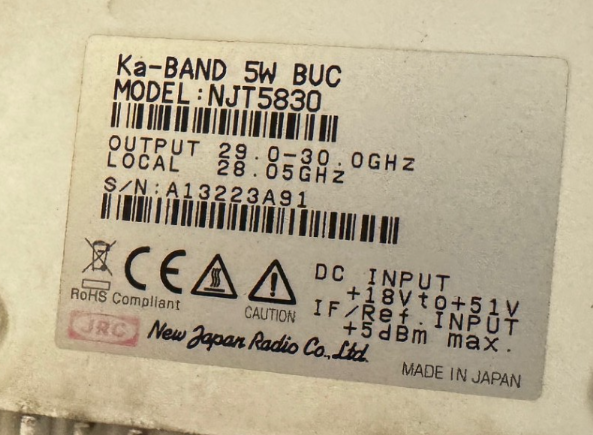 Ka-BAND 5W BUC
MODEL:NJT5830
OUTPUT 29.0-30.0GHz
LOCAL 28.05GHz
S/N:A13223A91
CE
RoHS Compliant
CAUTION
DC INPUT
+18Vto+51V
IF/Ref.INPUT
+5dBm max.
JRC New Japan Radio Co., Ltd.
MADE IN JAPAN